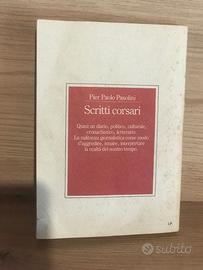 Pier Paolo Pasolini
Scritti corsari
Quasi un diario, politico, culturale,
cronachistico, letterario.
La militanza giornalistica come modo
d'aggredire, amare, interpretare
la realtà del nostro tempo.
subito